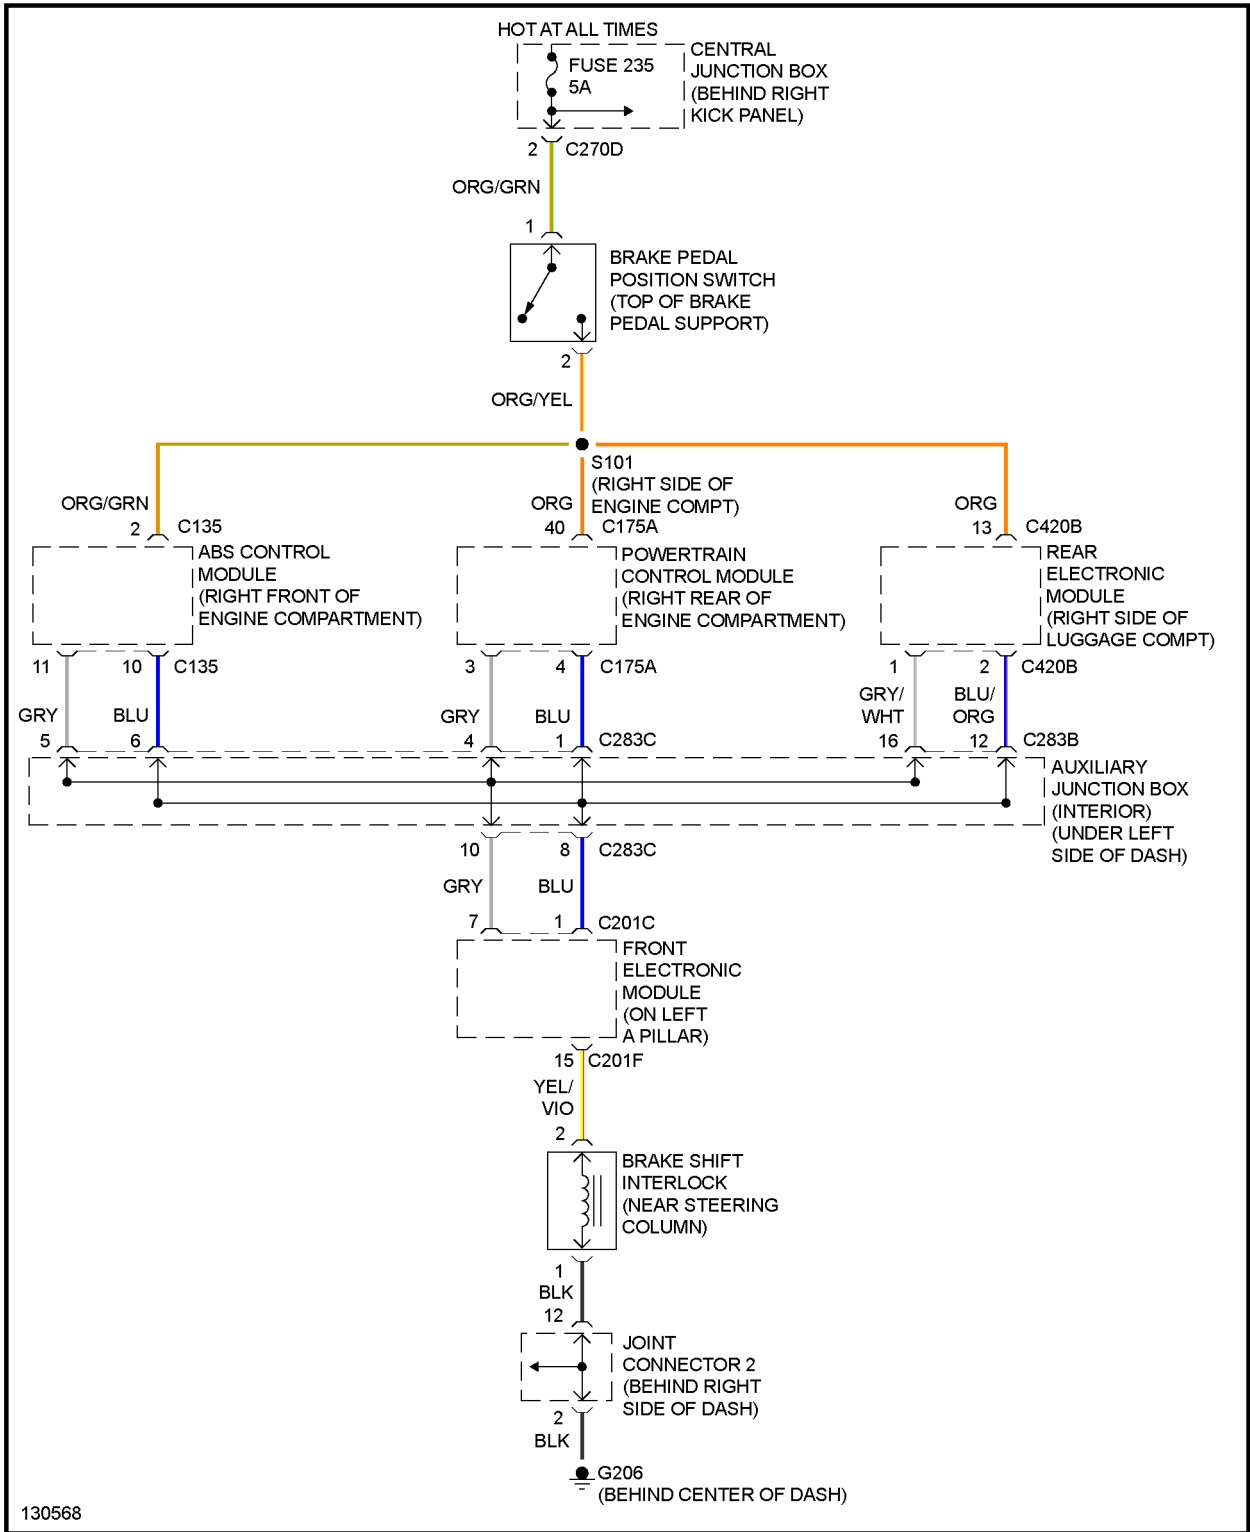 HOT AT ALL TIMES
FUSE 235
5A
CENTRAL
JUNCTION BOX
(BEHIND RIGHT
KICK PANEL)
2 C270D
ORG/GRN
1
BRAKE PEDAL
POSITION SWITCH
(TOP OF BRAKE
PEDAL SUPPORT)
2
ORG/YEL
S101
(RIGHT SIDE OF
ENGINE COMPT)
ORG/GRN
2 C135
ORG
40 C175A
ORG
13 C420B
ABS CONTROL
MODULE
(RIGHT FRONT OF
ENGINE COMPARTMENT)
POWERTRAIN
CONTROL MODULE
(RIGHT REAR OF
ENGINE COMPARTMENT)
REAR
ELECTRONIC
MODULE
(RIGHT SIDE OF
LUGGAGE COMPT)
11 10 C135
3 4 C175A
1 2 C420B
GRY BLU
GRY BLU
GRY/
WHT
BLU/
ORG
5 6
4 1 C283C
16 12 C283B
AUXILIARY
JUNCTION BOX
(INTERIOR)
(UNDER LEFT
SIDE OF DASH)
10 8 C283C
GRY BLU
7 1 C201C
FRONT
ELECTRONIC
MODULE
(ON LEFT
A PILLAR)
15 C201F
YEL/
VIO
2
BRAKE SHIFT
INTERLOCK
(NEAR STEERING
COLUMN)
1
BLK
12
JOINT
CONNECTOR 2
(BEHIND RIGHT
SIDE OF DASH)
2
BLK
G206
(BEHIND CENTER OF DASH)
130568